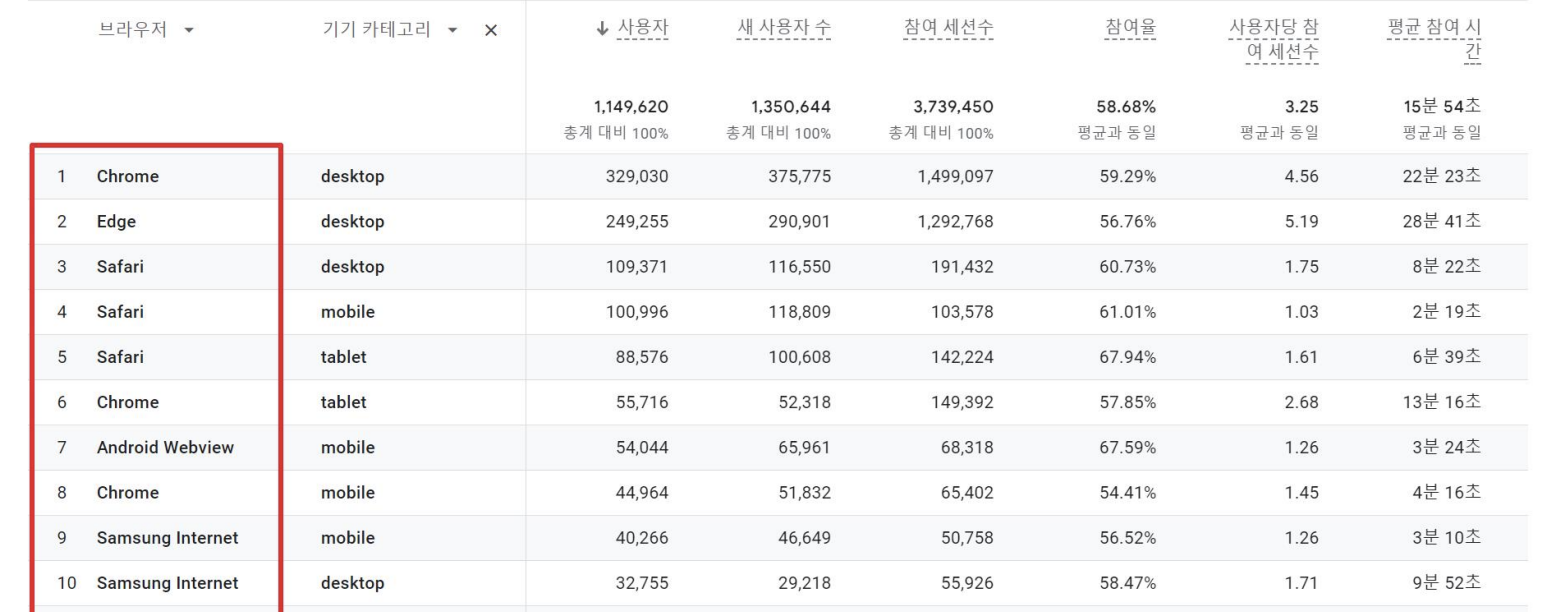 브라우저 기기 카테고리 × ↓ 사용자 새 사용자 수 참여 세션수 참여율 사용자당 참 평균 참여 시
여 세션수 간
1,149,620 1,350,644 3,739,450 58.68% 3.25 15분 54초
총계 대비 100% 총계 대비 100% 총계 대비 100% 평균과 동일 평균과 동일 평균과 동일
1 Chrome desktop 329,030 375,775 1,499,097 59.29% 4.56 22분 23초
2 Edge desktop 249,255 290,901 1,292,768 56.76% 5.19 28분 41초
3 Safari desktop 109,371 116,550 191,432 60.73% 1.75 8분 22초
4 Safari mobile 100,996 118,809 103,578 61.01% 1.03 2분 19초
5 Safari tablet 88,576 100,608 142,224 67.94% 1.61 6분 39초
6 Chrome tablet 55,716 52,318 149,392 57.85% 2.68 13분 16초
7 Android Webview mobile 54,044 65,961 68,318 67.59% 1.26 3분 24초
8 Chrome mobile 44,964 51,832 65,402 54.41% 1.45 4분 16초
9 Samsung Internet mobile 40,266 46,649 50,758 56.52% 1.26 3분 10초
10 Samsung Internet desktop 32,755 29,218 55,926 58.47% 1.71 9분 52초